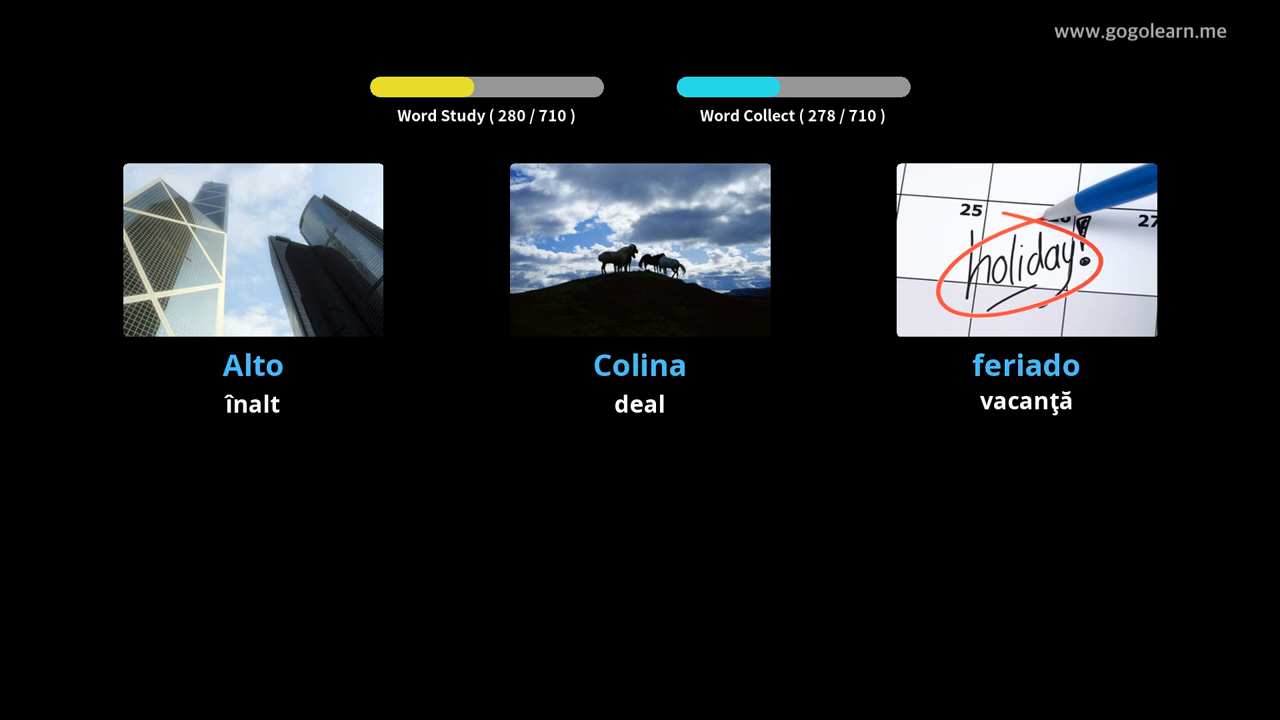 www.gogolearn.me
Word Study ( 280 / 710 )
Word Collect ( 278 / 710 )
25
27
holiday!
Alto
Colina
feriado
înalt
deal
vacanţă